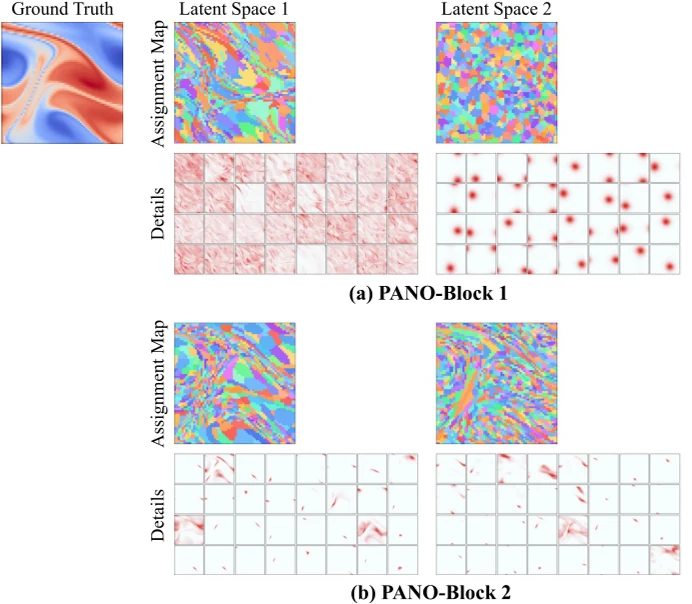 Ground Truth
Latent Space 1
Latent Space 2
Assignment Map
Details
(a) PANO-Block 1
Assignment Map
Details
(b) PANO-Block 2